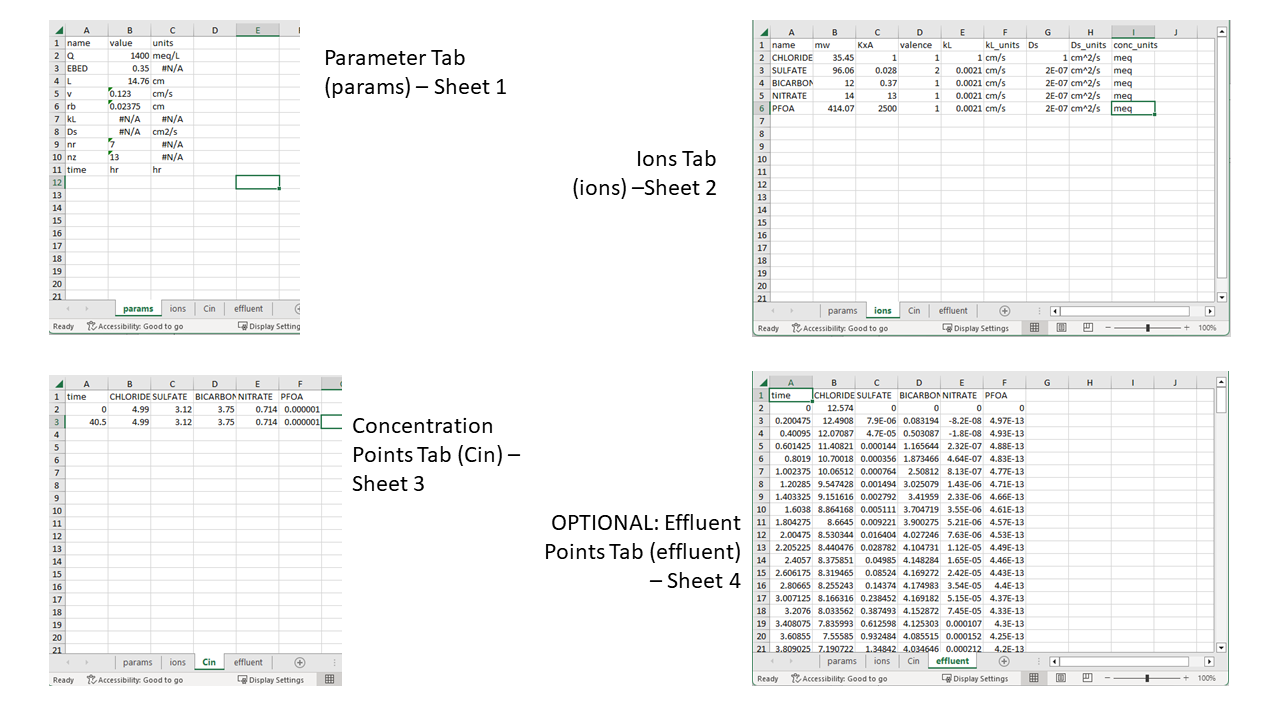 A B C D E
1 name value units
2 Q 1400 meq/L
3 EBED 0.35 #N/A
4 L 14.76 cm
5 v 0.123 cm/s
6 rb 0.02375 cm
7 kL #N/A #N/A
8 Ds #N/A cm2/s
9 nr 7 #N/A
10 nz 13 #N/A
11 time hr hr
12
13
14
15
16
17
18
19
20
21
params ions Cin effluent
Ready Accessibility: Good to go Display Setting
Parameter Tab
(params) – Sheet 1
A B C D E F G H I J
1 name mw KxA valence kL kL_units Ds Ds_units conc_units
2 CHLORIDE 35.45 1 1 1 cm/s 1 cm^2/s meq
3 SULFATE 96.06 0.028 2 0.0021 cm/s 2E-07 cm^2/s meq
4 BICARBON 12 0.37 1 0.0021 cm/s 2E-07 cm^2/s meq
5 NITRATE 14 13 1 0.0021 cm/s 2E-07 cm^2/s meq
6 PFOA 414.07 2500 1 0.0021 cm/s 2E-07 cm^2/s meq
7
8
9
10
11
12
13
14
15
16
17
18
19
20
21
params ions Cin effluent
Ready Accessibility: Good to go Display Settings 100%
Ions Tab
(ions) –Sheet 2
A B C D E F
1 time CHLORIDE SULFATE BICARBON NITRATE PFOA
2 0 4.99 3.12 3.75 0.714 0.000001
3 40.5 4.99 3.12 3.75 0.714 0.000001
4
5
6
7
8
9
10
11
12
13
14
15
16
17
18
19
20
21
params ions Cin effluent
Ready Accessibility: Good to go Display Settings
Concentration
Points Tab (Cin) –
Sheet 3
A B C D E F G H I J
1 time CHLORIDE SULFATE BICARBON NITRATE PFOA
2 0 12.574 0 0 0 0
3 0.200475 12.4908 7.9E-06 0.083194 -8.2E-08 4.97E-13
4 0.40095 12.07087 4.7E-05 0.503087 -1.8E-08 4.93E-13
5 0.601425 11.40821 0.000144 1.165644 2.32E-07 4.88E-13
6 0.8019 10.70018 0.000356 1.873466 4.64E-07 4.83E-13
7 1.002375 10.06512 0.000764 2.50812 8.13E-07 4.77E-13
8 1.20285 9.547428 0.001494 3.025079 1.43E-06 4.71E-13
9 1.403325 9.151616 0.002792 3.41959 2.33E-06 4.66E-13
10 1.6038 8.864168 0.005111 3.704719 3.55E-06 4.61E-13
11 1.804275 8.6645 0.009221 3.900275 5.21E-06 4.57E-13
12 2.00475 8.530344 0.016404 4.027246 7.63E-06 4.53E-13
13 2.205225 8.440476 0.028782 4.104731 1.12E-05 4.49E-13
14 2.4057 8.375851 0.04985 4.148284 1.65E-05 4.46E-13
15 2.606175 8.319465 0.08524 4.169272 2.42E-05 4.43E-13
16 2.80665 8.255243 0.14374 4.174983 3.54E-05 4.4E-13
17 3.007125 8.166316 0.238452 4.169182 5.15E-05 4.37E-13
18 3.2076 8.033562 0.387493 4.152872 7.45E-05 4.33E-13
19 3.408075 7.835993 0.612598 4.125303 0.000107 4.3E-13
20 3.60855 7.55585 0.932484 4.085515 0.000152 4.25E-13
21 3.809025 7.190722 1.34842 4.034646 0.000212 4.2E-13
params ions Cin effluent
Ready Accessibility: Good to go Display Settings 100%
OPTIONAL: Effluent
Points Tab (effluent)
– Sheet 4